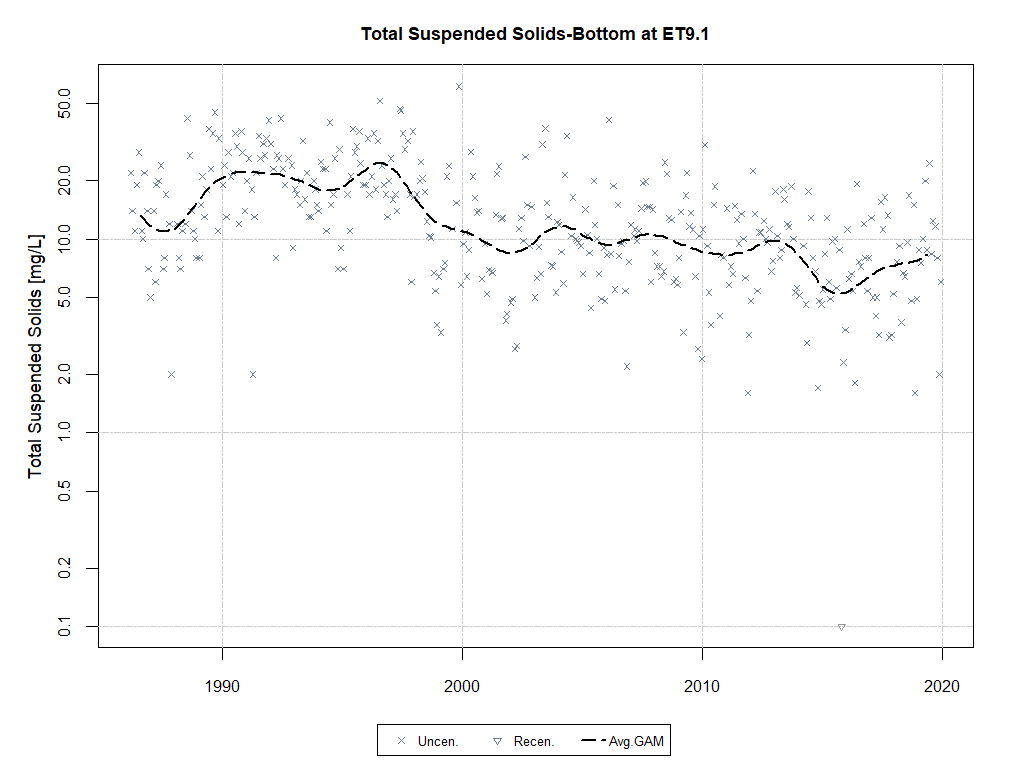 Total Suspended Solids-Bottom at ET9.1
Total Suspended Solids [mg/L]
50.0
20.0
10.0
5.0
2.0
1.0
0.5
0.2
0.1
1990 2000 2010 2020
Uncen. Recen. Avg.GAM